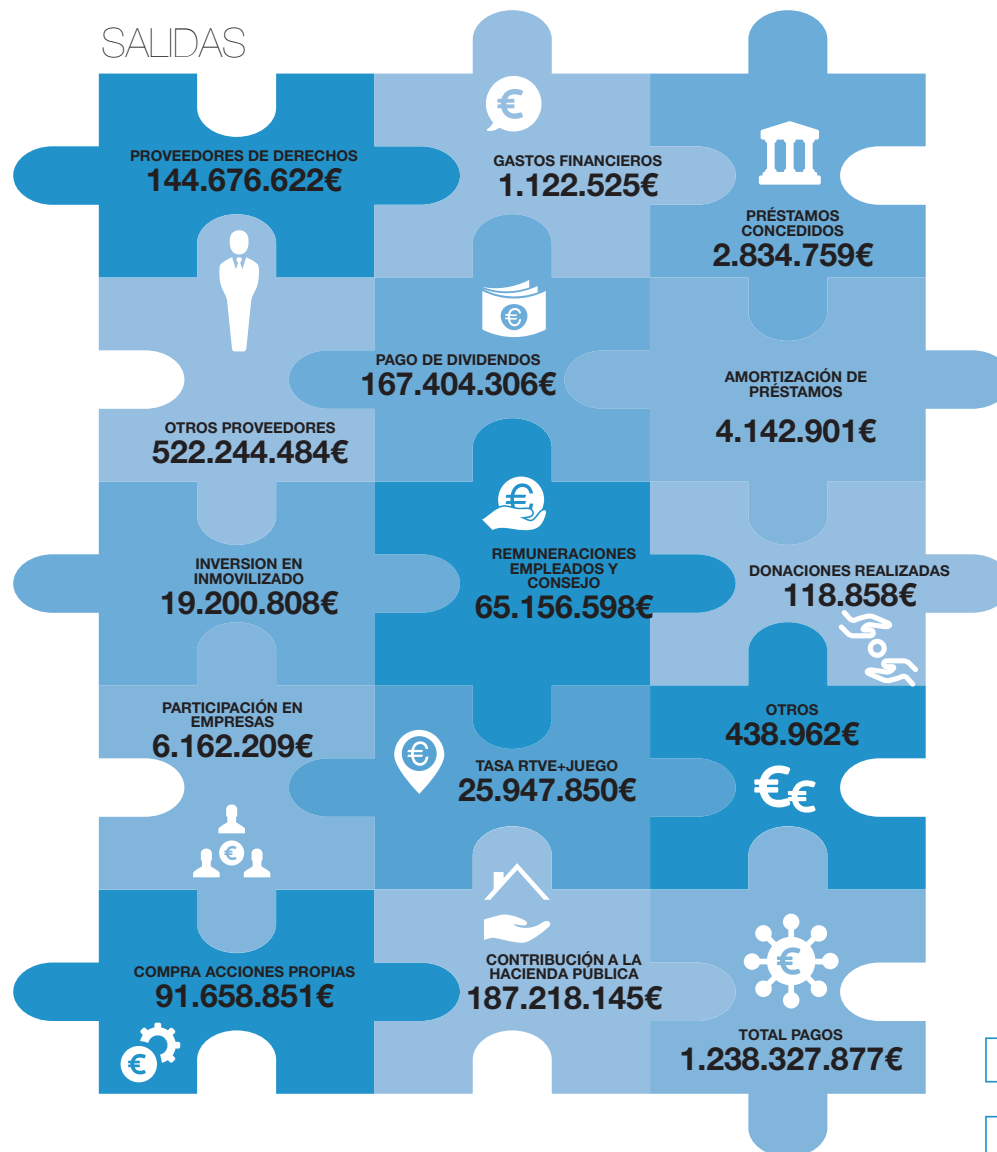 SALIDAS
PROVEEDORES DE DERECHOS
144.676.622€
€
GASTOS FINANCIEROS
1.122.525€
PRÉSTAMOS
CONCEDIDOS
2.834.759€
OTROS PROVEEDORES
522.244.484€
€
PAGO DE DIVIDENDOS
167.404.306€
AMORTIZACIÓN DE
PRÉSTAMOS
4.142.901€
INVERSION EN
INMOVILIZADO
19.200.808€
€
REMUNERACIONES
EMPLEADOS Y
CONSEJO
65.156.598€
DONACIONES REALIZADAS
118.858€
PARTICIPACIÓN EN
EMPRESAS
6.162.209€
€
€
TASA RTVE+JUEGO
25.947.850€
OTROS
438.962€
€€
COMPRA ACCIONES PROPIAS
91.658.851€
€
CONTRIBUCIÓN A LA
HACIENDA PÚBLICA
187.218.145€
€
TOTAL PAGOS
1.238.327.877€